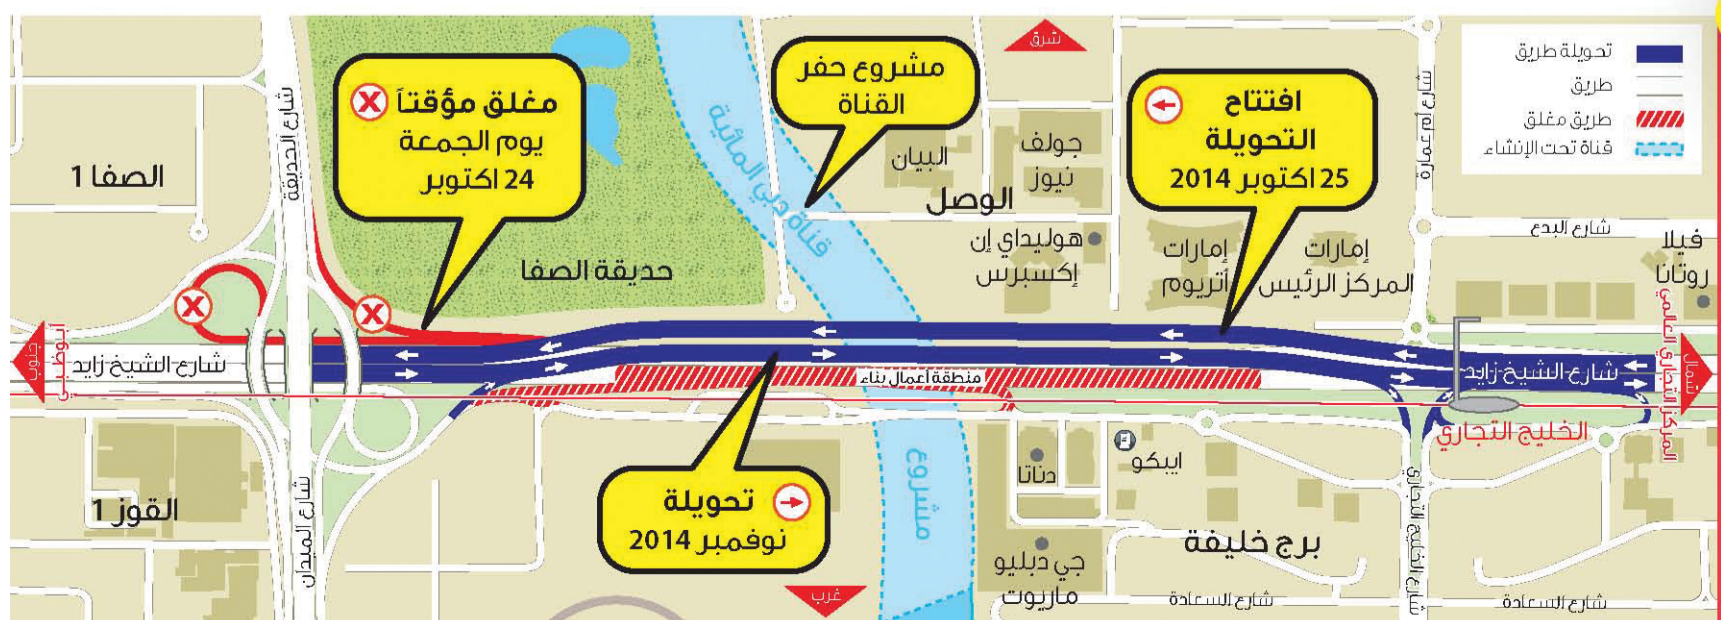 شرق
تحويلة طريق
طريق
طريق مغلق
قناة تحت الإنشاء
افتتاح
التحويلة
25 اكتوبر 2014
مشروع حفر
القناة
مغلق مؤقتاً
يوم الجمعة
24 اكتوبر
شارع الحديقة
الصفا 1
قناة دبي المائية
البيان
جولف
نيوز
الوصل
شارع ام عمارة
شارع البدع
فيلا
روتانا
هوليداي إن
إكسبرس
إمارات
أتريوم
إمارات
المركز الرئيس
حديقة الصفا
جنوب
أبوظبي
شارع الشيخ زايد
شارع الشيخ زايد
شمال
المركز التجاري العالمي
منطقة أعمال بناء
الخليج التجاري
ايبكو
دناتا
القوز 1
شارع الميدان
تحويلة
نوفمبر 2014
مشروع
برج خليفة
شارع الخليج التجاري
جي دبليو
ماريوت
غرب
شارع السعادة
شارع السعادة